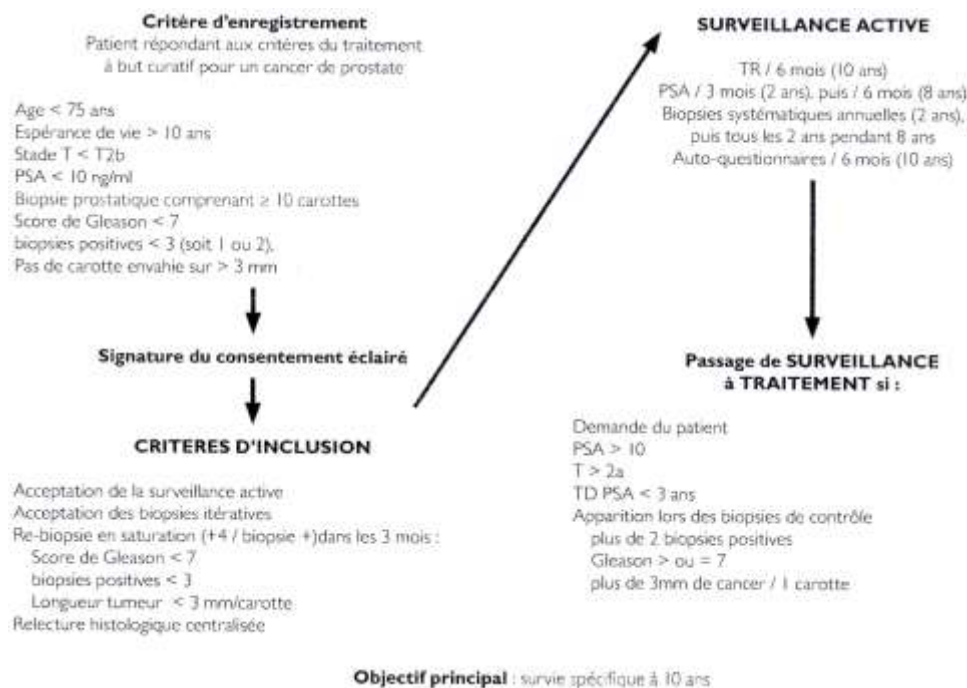 Critère d'enregistrement
Patient répondant aux critères du traitement
à but curatif pour un cancer de prostate
Age < 75 ans
Espérance de vie > 10 ans
Stade T < T2b
PSA < 10 ng/ml
Biopsie prostatique comprenant ≥ 10 carottes
Score de Gleason < 7
biopsies positives < 3 (soit 1 ou 2),
Pas de carotte envahie sur > 3 mm
Signature du consentement éclairé
CRITERES D'INCLUSION
Acceptation de la surveillance active
Acceptation des biopsies itératives
Re-biopsie en saturation (+4 / biopsie +)dans les 3 mois :
Score de Gleason < 7
biopsies positives < 3
Longueur tumeur < 3 mm/carotte
Relecture histologique centralisée
SURVEILLANCE ACTIVE
TR / 6 mois (10 ans)
PSA / 3 mois (2 ans), puis / 6 mois (8 ans)
Biopsies systématiques annuelles (2 ans),
puis tous les 2 ans pendant 8 ans
Auto-questionnaires / 6 mois (10 ans)
Passage de SURVEILLANCE
à TRAITEMENT si :
Demande du patient
PSA > 10
T > 2a
TD PSA < 3 ans
Apparition lors des biopsies de contrôle
plus de 2 biopsies positives
Gleason > ou = 7
plus de 3mm de cancer / 1 carotte
Objectif principal : survie spécifique à 10 ans